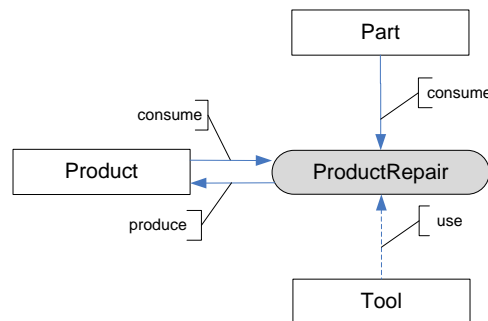 Part
consume
consume
Product
ProductRepair
produce
use
Tool